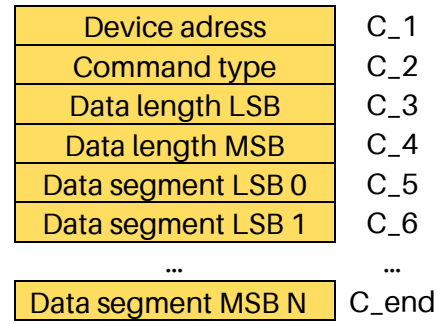 Device adress C_1
Command type C_2
Data length LSB C_3
Data length MSB C_4
Data segment LSB 0 C_5
Data segment LSB 1 C_6
... ...
Data segment MSB N C_end